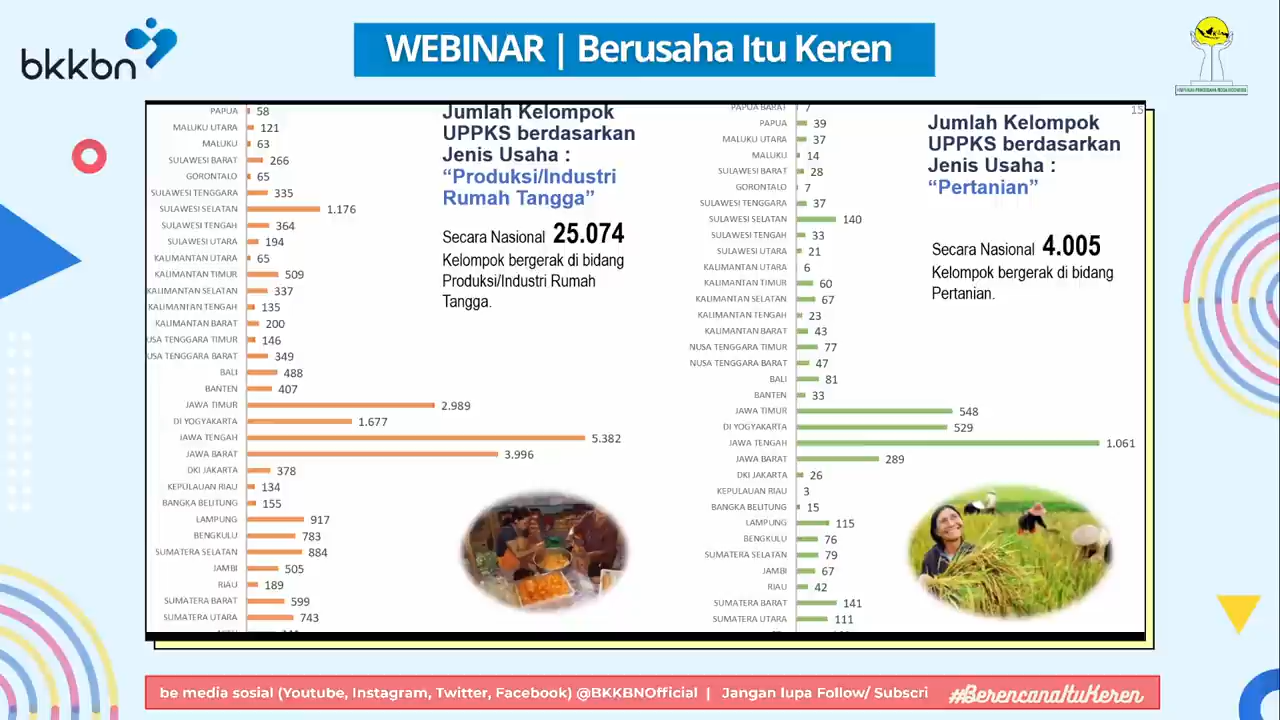 bkkbn
WEBINAR | Berusaha Itu Keren
PAPUA 58
MALUKU UTARA 121
MALUKU 63
SULAWESI BARAT 266
GORONTALO 65
SULAWESI TENGGARA 335
SULAWESI SELATAN 1.176
SULAWESI TENGAH 364
SULAWESI UTARA 194
KALIMANTAN UTARA 65
KALIMANTAN TIMUR 509
KALIMANTAN SELATAN 337
KALIMANTAN TENGAH 135
KALIMANTAN BARAT 200
USA TENGGARA TIMUR 146
USA TENGGARA BARAT 349
BALI 488
BANTEN 407
JAWA TIMUR 2.989
DI YOGYAKARTA 1.677
JAWA TENGAH 5.382
JAWA BARAT 3.996
DKI JAKARTA 378
KEPULAUAN RIAU 134
BANGKA BELITUNG 155
LAMPUNG 917
BENGKULU 783
SUMATERA SELATAN 884
JAMBI 505
RIAU 189
SUMATERA BARAT 599
SUMATERA UTARA 743
Jumlah Kelompok
UPPKS berdasarkan
Jenis Usaha :
“Produksi/Industri
Rumah Tangga”
Secara Nasional 25.074
Kelompok bergerak di bidang
Produksi/Industri Rumah
Tangga.
PAPUA BARAT 7
PAPUA 39
MALUKU UTARA 37
MALUKU 14
SULAWESI BARAT 28
GORONTALO 7
SULAWESI TENGGARA 37
SULAWESI SELATAN 140
SULAWESI TENGAH 33
SULAWESI UTARA 21
KALIMANTAN UTARA 6
KALIMANTAN TIMUR 60
KALIMANTAN SELATAN 67
KALIMANTAN TENGAH 23
KALIMANTAN BARAT 43
NUSA TENGGARA TIMUR 77
NUSA TENGGARA BARAT 47
BALI 81
BANTEN 33
JAWA TIMUR 548
DI YOGYAKARTA 529
JAWA TENGAH 1.061
JAWA BARAT 289
DKI JAKARTA 26
KEPULAUAN RIAU 3
BANGKA BELITUNG 15
LAMPUNG 115
BENGKULU 76
SUMATERA SELATAN 79
JAMBI 67
RIAU 42
SUMATERA BARAT 141
SUMATERA UTARA 111
15
Jumlah Kelompok
UPPKS berdasarkan
Jenis Usaha :
“Pertanian”
Secara Nasional 4.005
Kelompok bergerak di bidang
Pertanian.
be media sosial (Youtube, Instagram, Twitter, Facebook) @BKKBNOfficial | Jangan lupa Follow/ Subscri
#BerencanaItuKeren